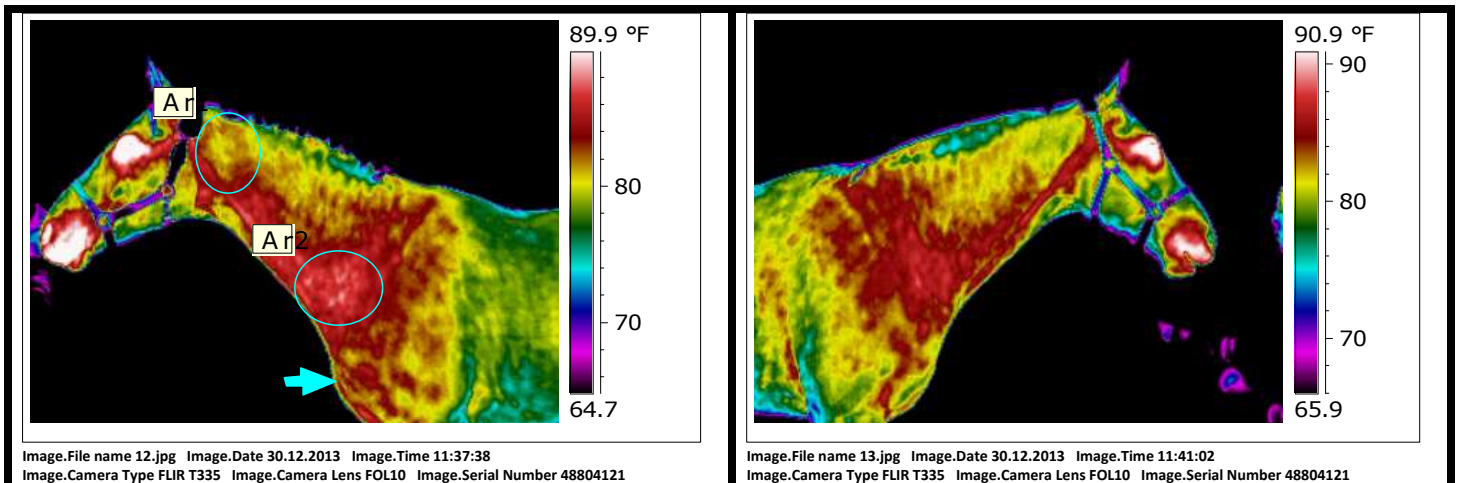 89.9 °F
Ar
80
Ar2
70
64.7
Image.File name 12.jpg Image.Date 30.12.2013 Image.Time 11:37:38
Image.Camera Type FLIR T335 Image.Camera Lens FOL10 Image.Serial Number 48804121
90.9 °F
90
80
70
65.9
Image.File name 13.jpg Image.Date 30.12.2013 Image.Time 11:41:02
Image.Camera Type FLIR T335 Image.Camera Lens FOL10 Image.Serial Number 48804121